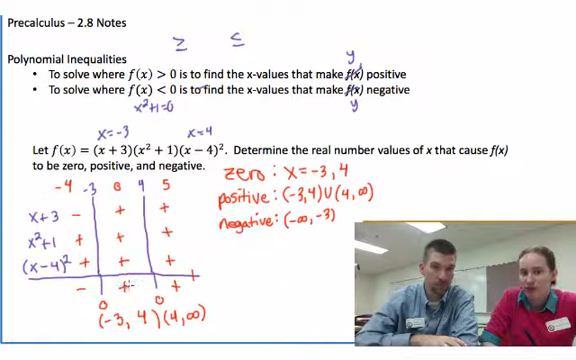 Precalculus – 2.8 Notes
≥ ≤
Polynomial Inequalities
y
• To solve where f(x) > 0 is to find the x-values that make f(x) positive
• To solve where f(x) < 0 is to find the x-values that make f(x) negative
x²+1=0 y
x=-3 x=4
Let f(x) = (x + 3)(x² + 1)(x − 4)². Determine the real number values of x that cause f(x)
to be zero, positive, and negative.
zero: x=-3, 4
positive: (-3,4)∪(4,∞)
negative: (-∞,-3)
-4 -3 0 4 5
x+3 - + +
x²+1 + + +
(x-4)² + + +
- + +
0 0
(-3, 4)(4,∞)